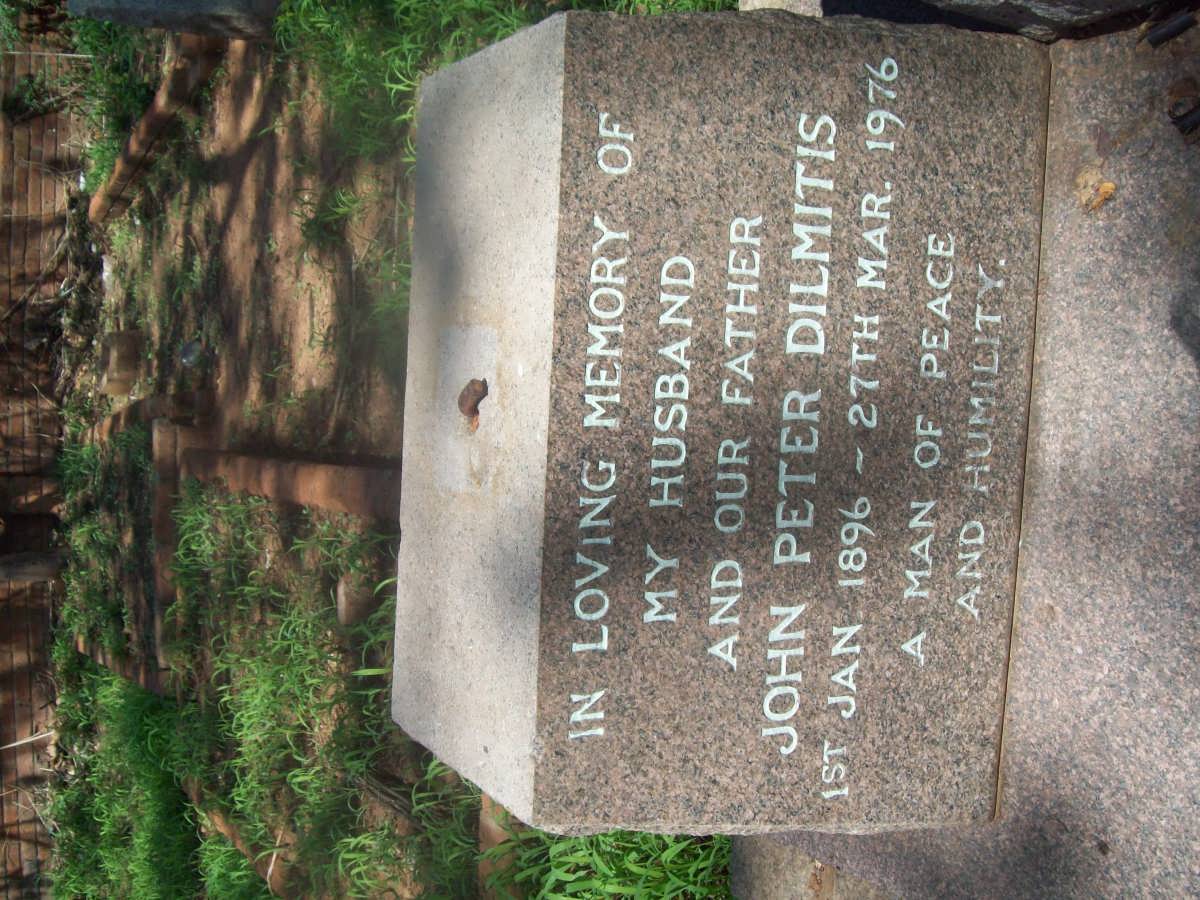 IN LOVING MEMORY OF
MY HUSBAND
AND OUR FATHER
JOHN PETER DILMITIS
1ST JAN. 1896 – 27TH MAR. 1976
A MAN OF PEACE
AND HUMILITY.